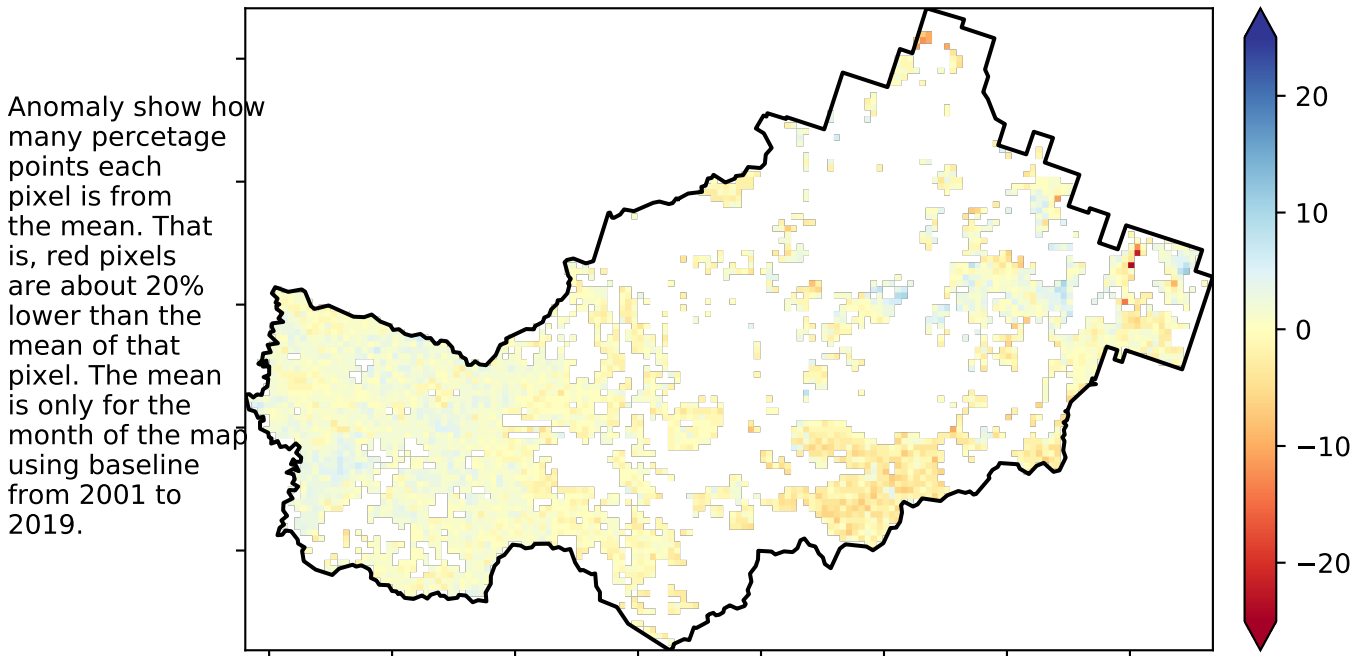 Anomaly show how
many percetage
points each
pixel is from
the mean. That
is, red pixels
are about 20%
lower than the
mean of that
pixel. The mean
is only for the
month of the map
using baseline
from 2001 to
2019.
20
10
0
−10
−20